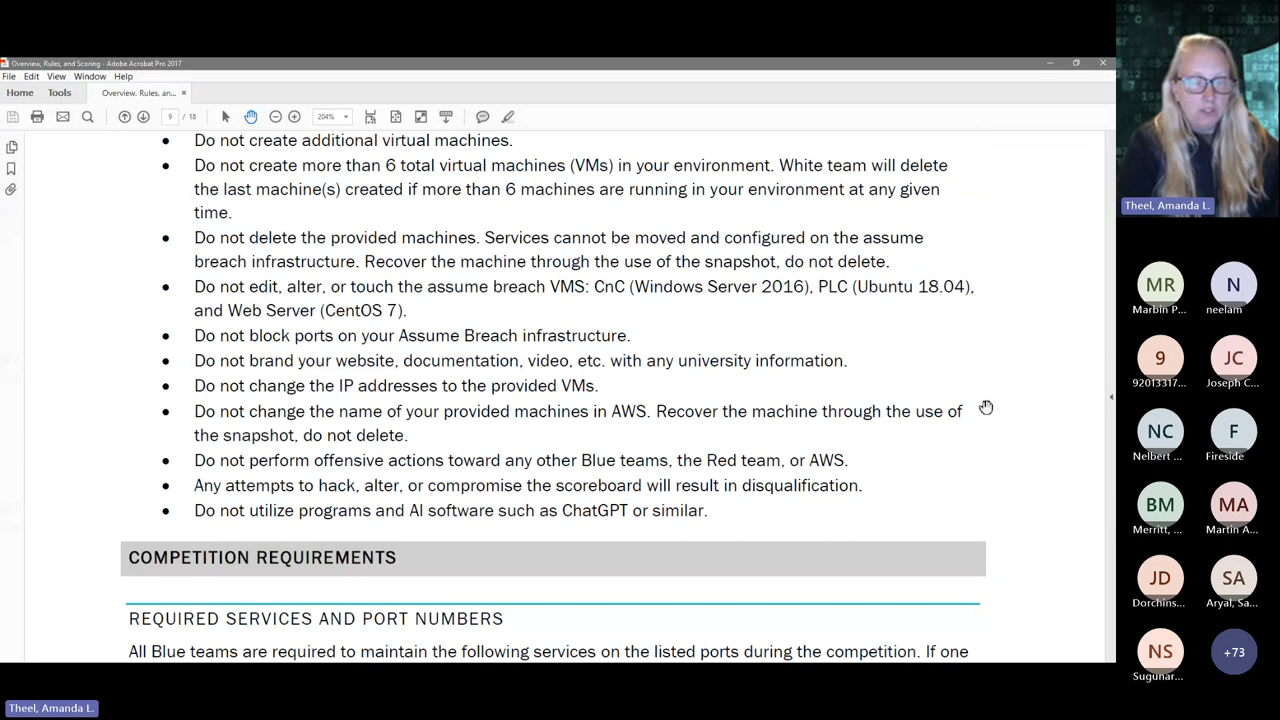 Overview, Rules, and Scoring - Adobe Acrobat Pro 2017
File Edit View Window Help
Home Tools Overview, Rules, an... ×
9 / 18 204%
• Do not create additional virtual machines.
• Do not create more than 6 total virtual machines (VMs) in your environment. White team will delete
the last machine(s) created if more than 6 machines are running in your environment at any given
time.
• Do not delete the provided machines. Services cannot be moved and configured on the assume
breach infrastructure. Recover the machine through the use of the snapshot, do not delete.
• Do not edit, alter, or touch the assume breach VMS: CnC (Windows Server 2016), PLC (Ubuntu 18.04),
and Web Server (CentOS 7).
• Do not block ports on your Assume Breach infrastructure.
• Do not brand your website, documentation, video, etc. with any university information.
• Do not change the IP addresses to the provided VMs.
• Do not change the name of your provided machines in AWS. Recover the machine through the use of
the snapshot, do not delete.
• Do not perform offensive actions toward any other Blue teams, the Red team, or AWS.
• Any attempts to hack, alter, or compromise the scoreboard will result in disqualification.
• Do not utilize programs and AI software such as ChatGPT or similar.
COMPETITION REQUIREMENTS
REQUIRED SERVICES AND PORT NUMBERS
All Blue teams are required to maintain the following services on the listed ports during the competition. If one
Theel, Amanda L.
Theel, Amanda L.
MR N
Marbin P... neelam
9 JC
92013317... Joseph C...
NC F
Nelbert ... Fireside
BM MA
Merritt, ... Martin A...
JD SA
Dorchins... Aryal, Sa...
NS +73
Sugunar...